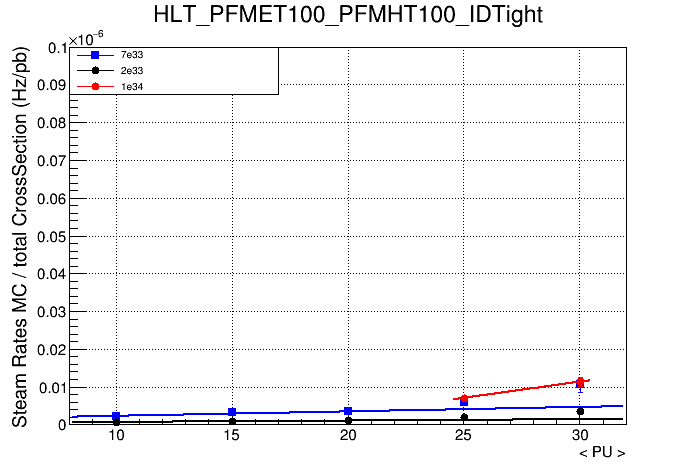 HLT_PFMET100_PFMHT100_IDTight
×10⁻⁶
Steam Rates MC / total CrossSection (Hz/pb)
0.1
0.09
0.08
0.07
0.06
0.05
0.04
0.03
0.02
0.01
0
7e33
2e33
1e34
10 15 20 25 30
< PU >